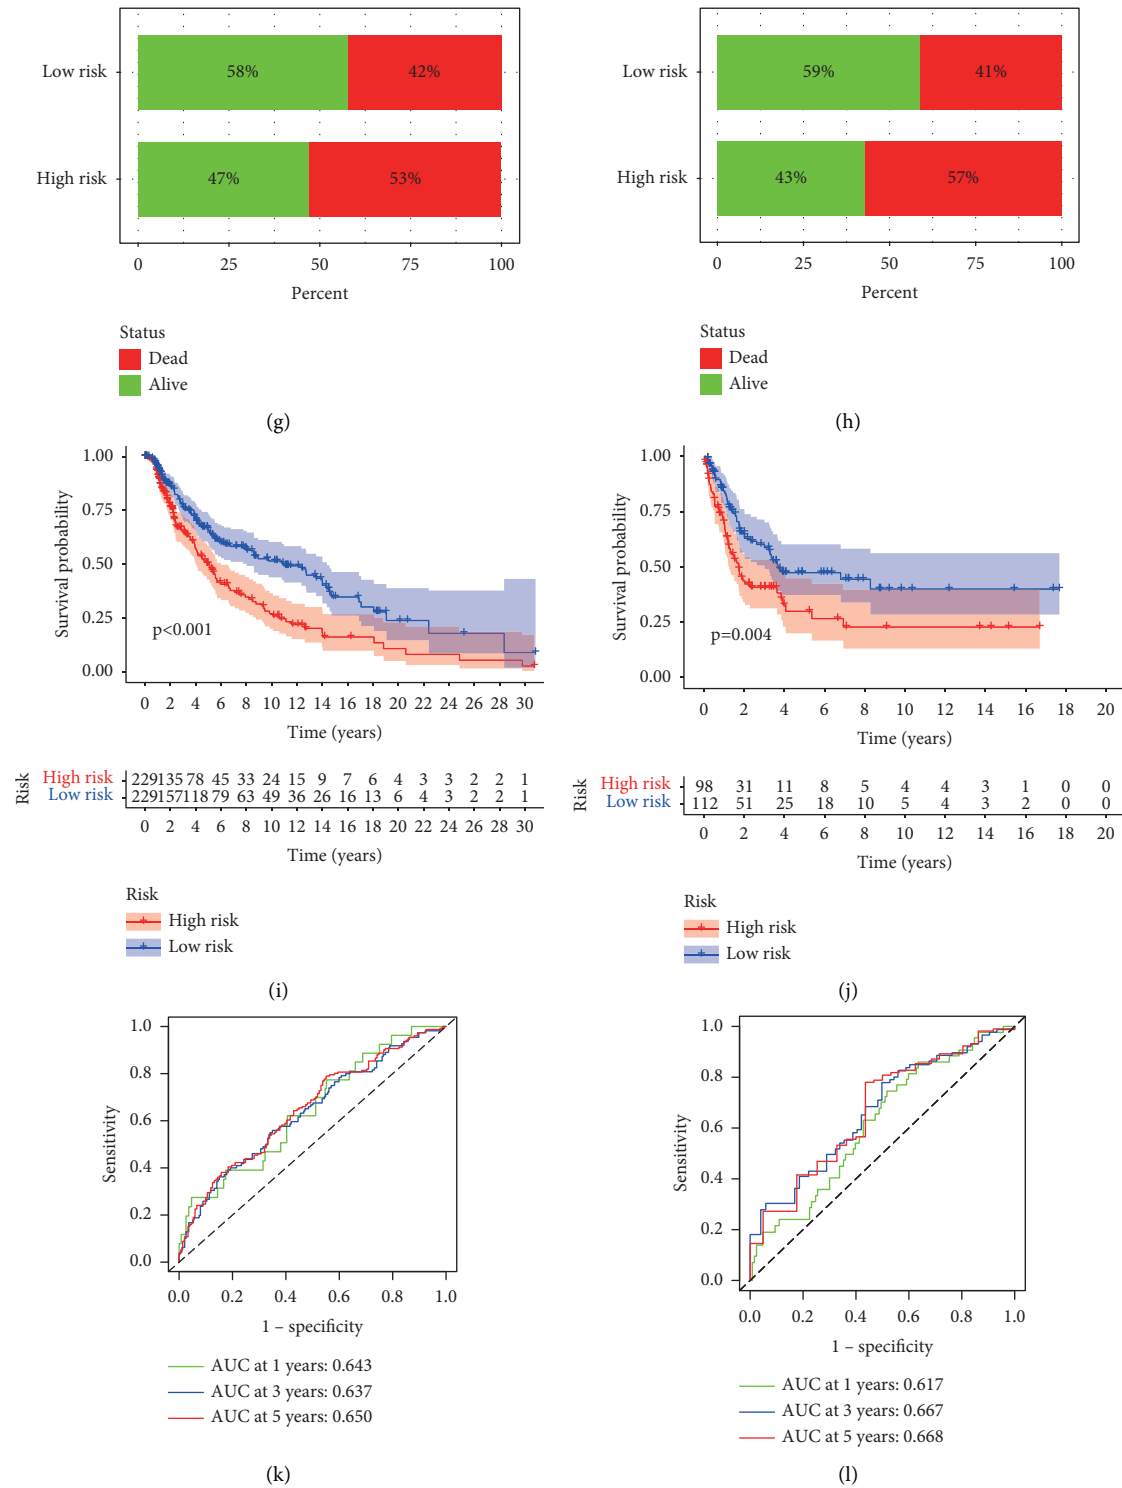 Low risk
58%
42%
High risk
47%
53%
0 25 50 75 100
Percent
Status
Dead
Alive
(g)
Low risk
59%
41%
High risk
43%
57%
0 25 50 75 100
Percent
Status
Dead
Alive
(h)
Survival probability
1.00
0.75
0.50
0.25
0.00
p<0.001
0 2 4 6 8 10 12 14 16 18 20 22 24 26 28 30
Time (years)
Risk
High risk 229 135 78 45 33 24 15 9 7 6 4 3 3 2 2 1
Low risk 229 157 118 79 63 49 36 26 16 13 6 4 3 2 2 1
0 2 4 6 8 10 12 14 16 18 20 22 24 26 28 30
Time (years)
Risk
High risk
Low risk
(i)
Survival probability
1.00
0.75
0.50
0.25
0.00
p=0.004
0 2 4 6 8 10 12 14 16 18 20
Time (years)
Risk
High risk 98 31 11 8 5 4 4 3 1 0 0
Low risk 112 51 25 18 10 5 4 3 2 0 0
0 2 4 6 8 10 12 14 16 18 20
Time (years)
Risk
High risk
Low risk
(j)
Sensitivity
1.0
0.8
0.6
0.4
0.2
0.0
0.0 0.2 0.4 0.6 0.8 1.0
1 – specificity
AUC at 1 years: 0.643
AUC at 3 years: 0.637
AUC at 5 years: 0.650
(k)
Sensitivity
1.0
0.8
0.6
0.4
0.2
0.0
0.0 0.2 0.4 0.6 0.8 1.0
1 – specificity
AUC at 1 years: 0.617
AUC at 3 years: 0.667
AUC at 5 years: 0.668
(l)